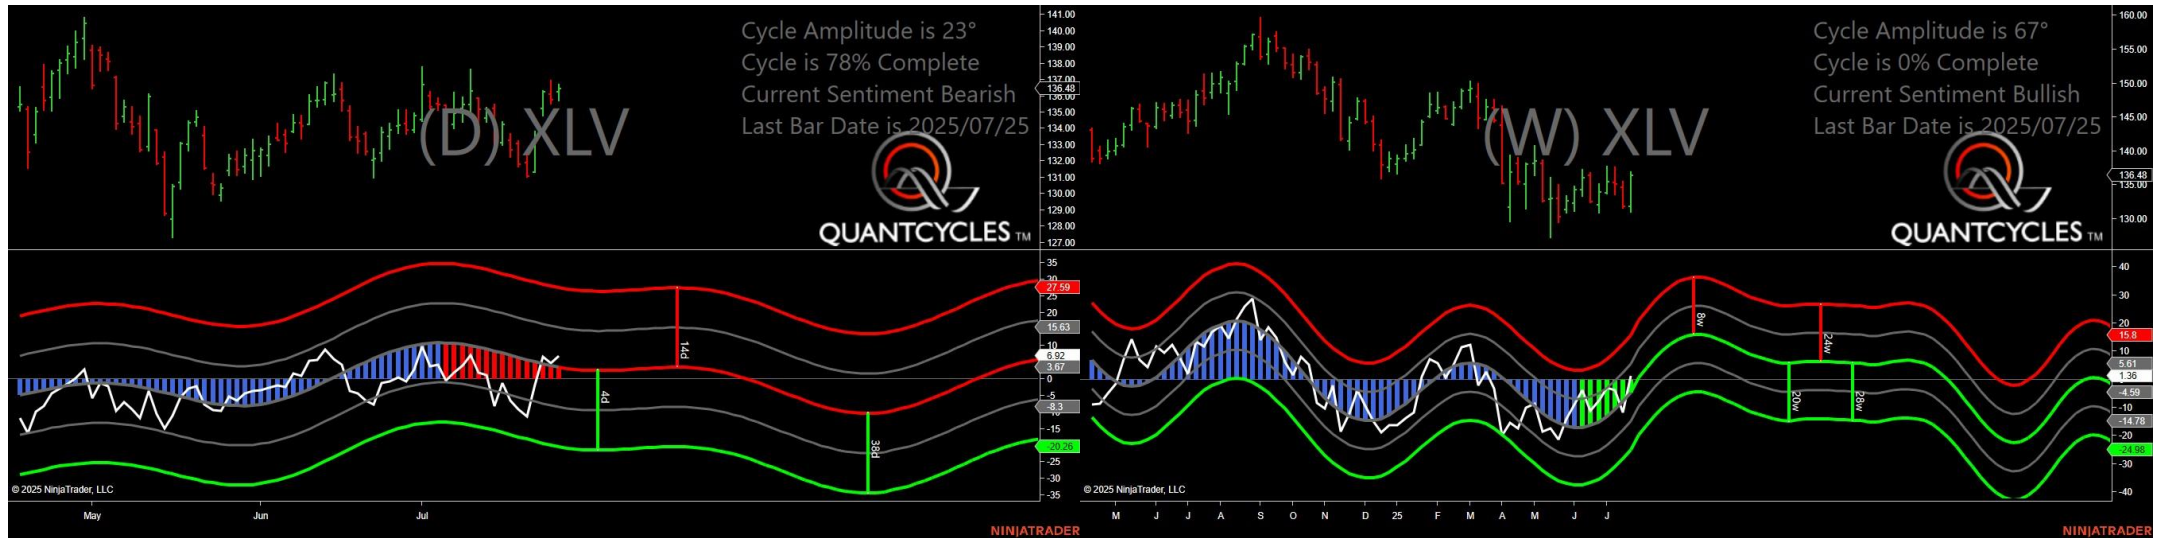 Cycle Amplitude is 23°
Cycle is 78% Complete
Current Sentiment Bearish
Last Bar Date is 2025/07/25
(D) XLV
QUANTCYCLES TM
141.00
140.00
139.00
138.00
137.00
136.48
136.00
135.00
134.00
133.00
132.00
131.00
130.00
129.00
128.00
127.00
35
30
27.59
25
20
15.63
10
6.92
3.67
0
-5
-8.3
-15
-20.26
-25
-30
-35
14d
4d
38d
© 2025 NinjaTrader, LLC
May Jun Jul
NINJATRADER
Cycle Amplitude is 67°
Cycle is 0% Complete
Current Sentiment Bullish
Last Bar Date is 2025/07/25
(W) XLV
QUANTCYCLES TM
160.00
155.00
150.00
145.00
140.00
136.48
135.00
130.00
40
30
20
15.8
10
5.61
1.36
-4.59
-10
-14.78
-20
-24.98
-30
-40
8w
24w
20w
28w
© 2025 NinjaTrader, LLC
M J J A S O N D 25 F M A M J J
NINJATRADER